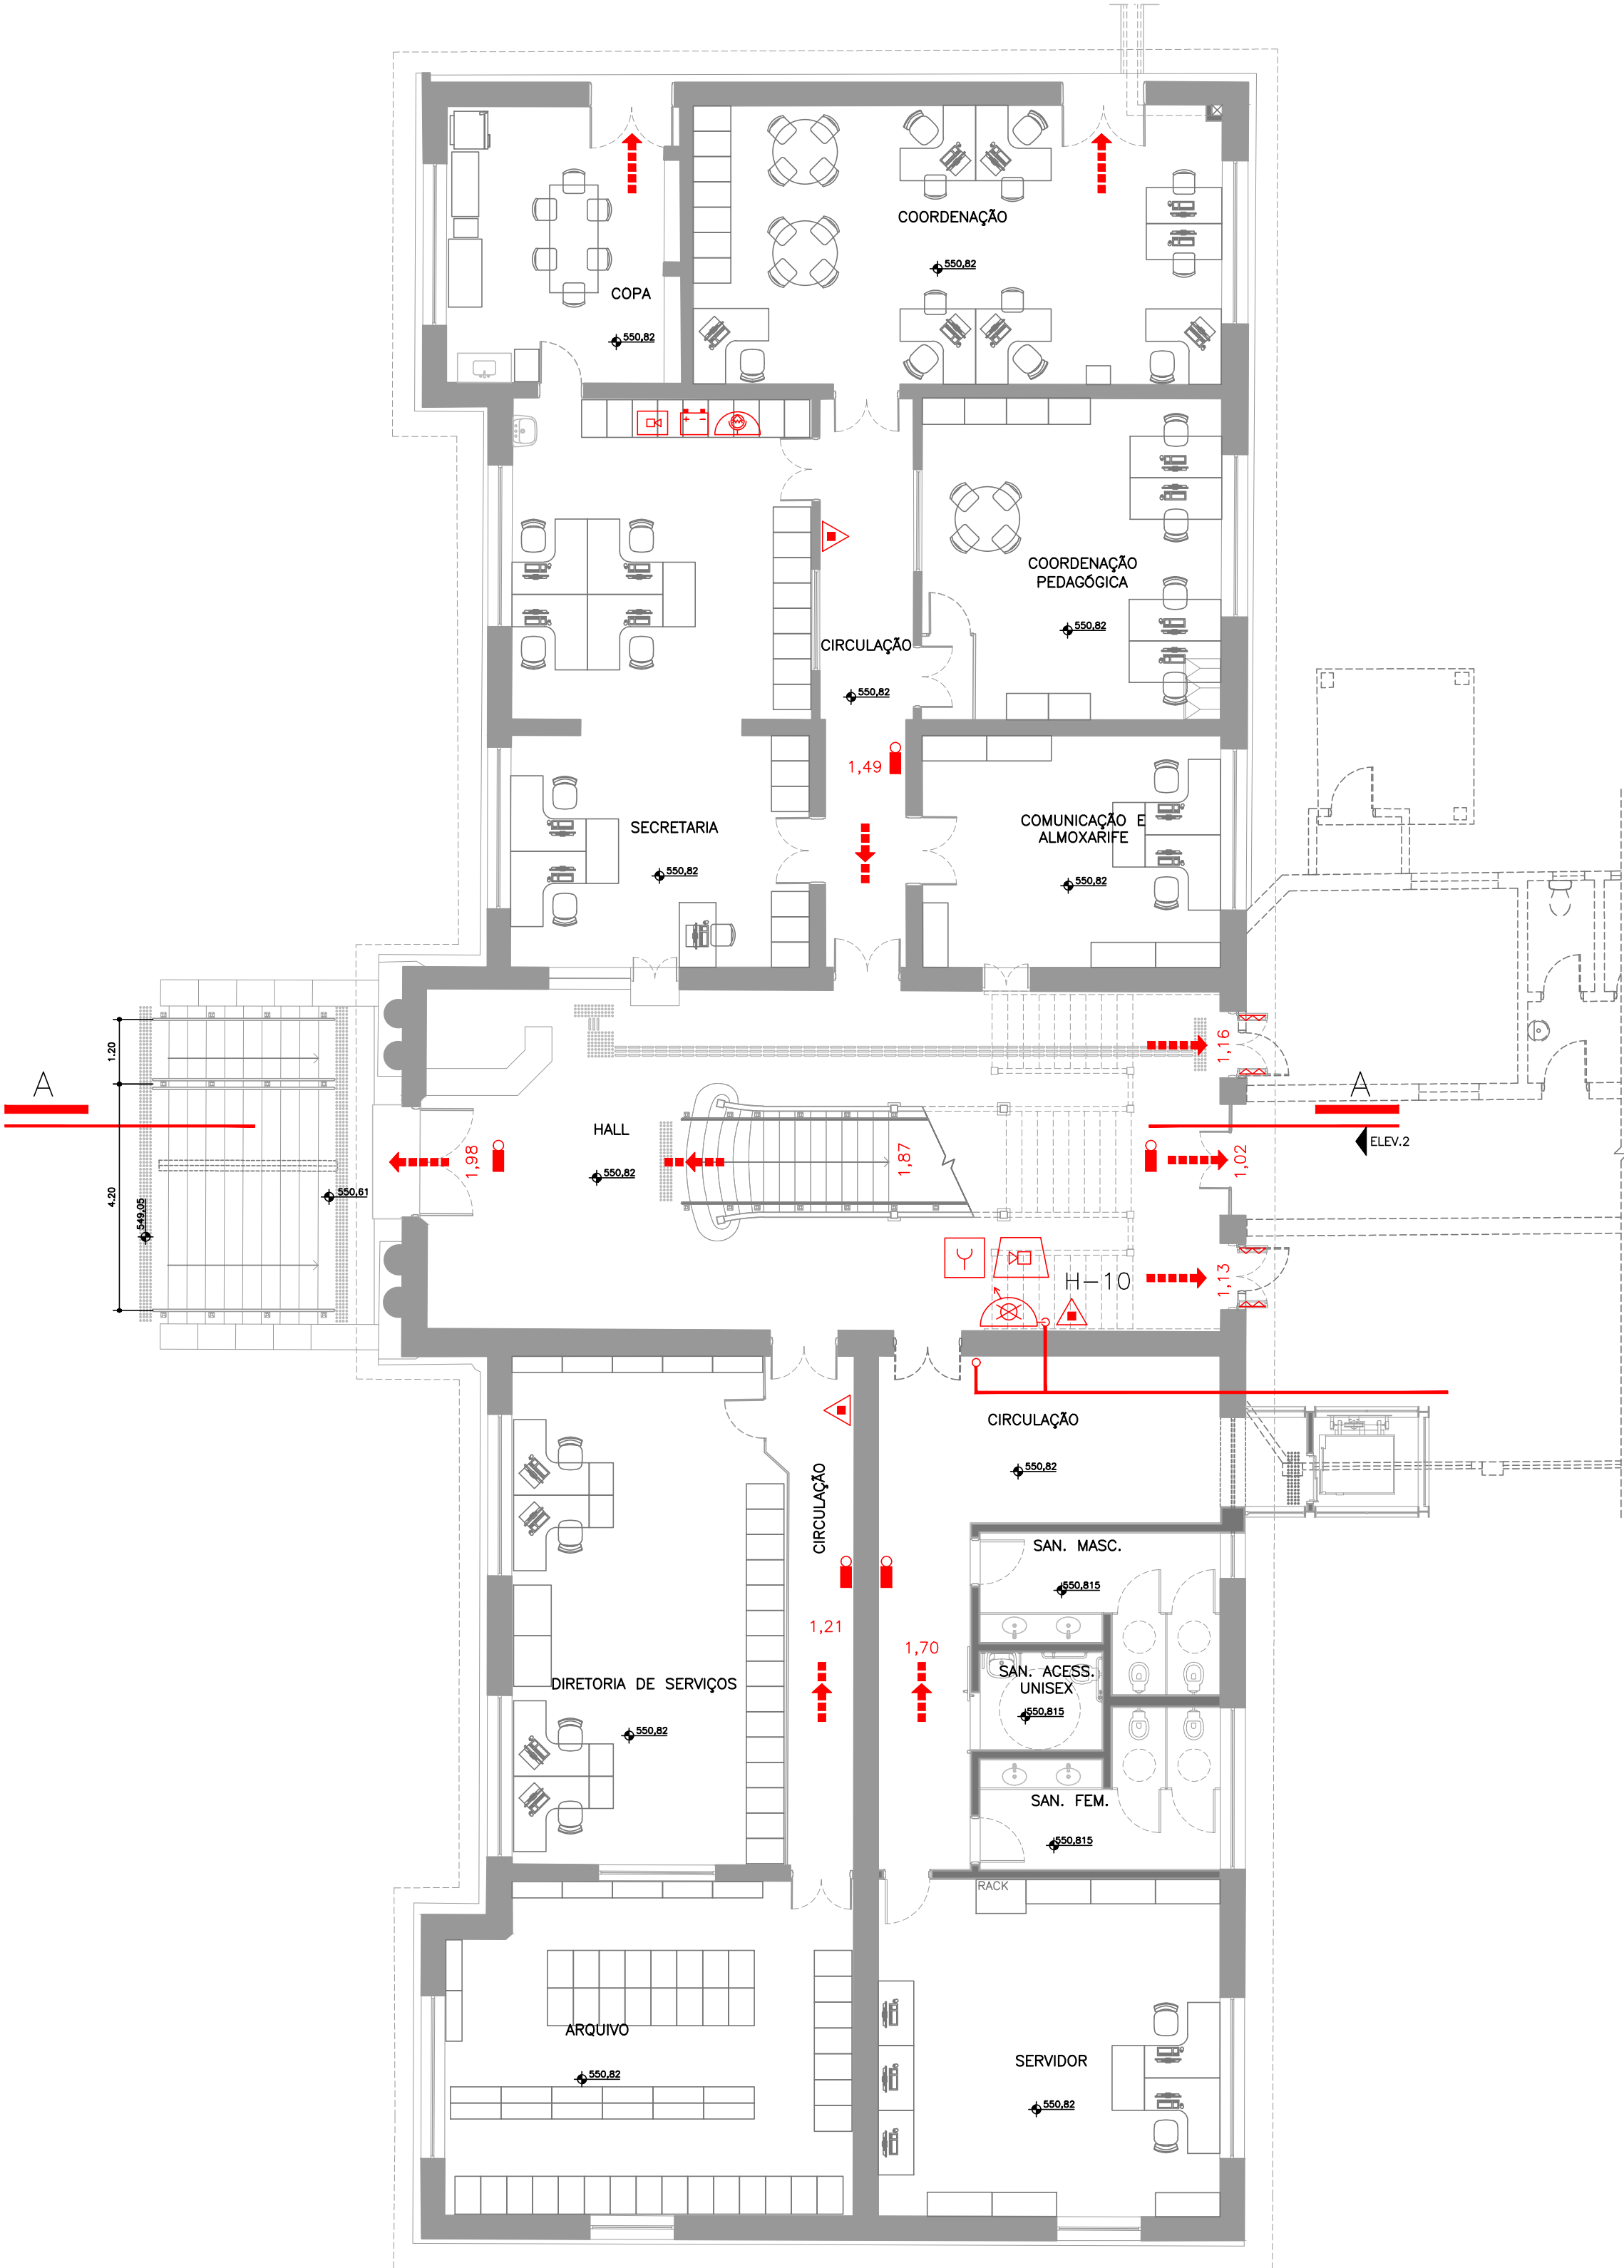 COORDENAÇÃO
550,82
COPA
550,82
COORDENAÇÃO
PEDAGÓGICA
550,82
CIRCULAÇÃO
550,82
1,49
SECRETARIA
550,82
COMUNICAÇÃO E
ALMOXARIFE
550,82
1,16
1.20
A
A
ELEV.2
HALL
550,82
1,98
1,87
1,02
4.20
549,05
550,61
H-10
1,13
CIRCULAÇÃO
550,82
CIRCULAÇÃO
SAN. MASC.
550,815
1,21
1,70
SAN. ACESS.
UNISEX
550,815
DIRETORIA DE SERVIÇOS
550,82
SAN. FEM.
550,815
RACK
ARQUIVO
550,82
SERVIDOR
550,82